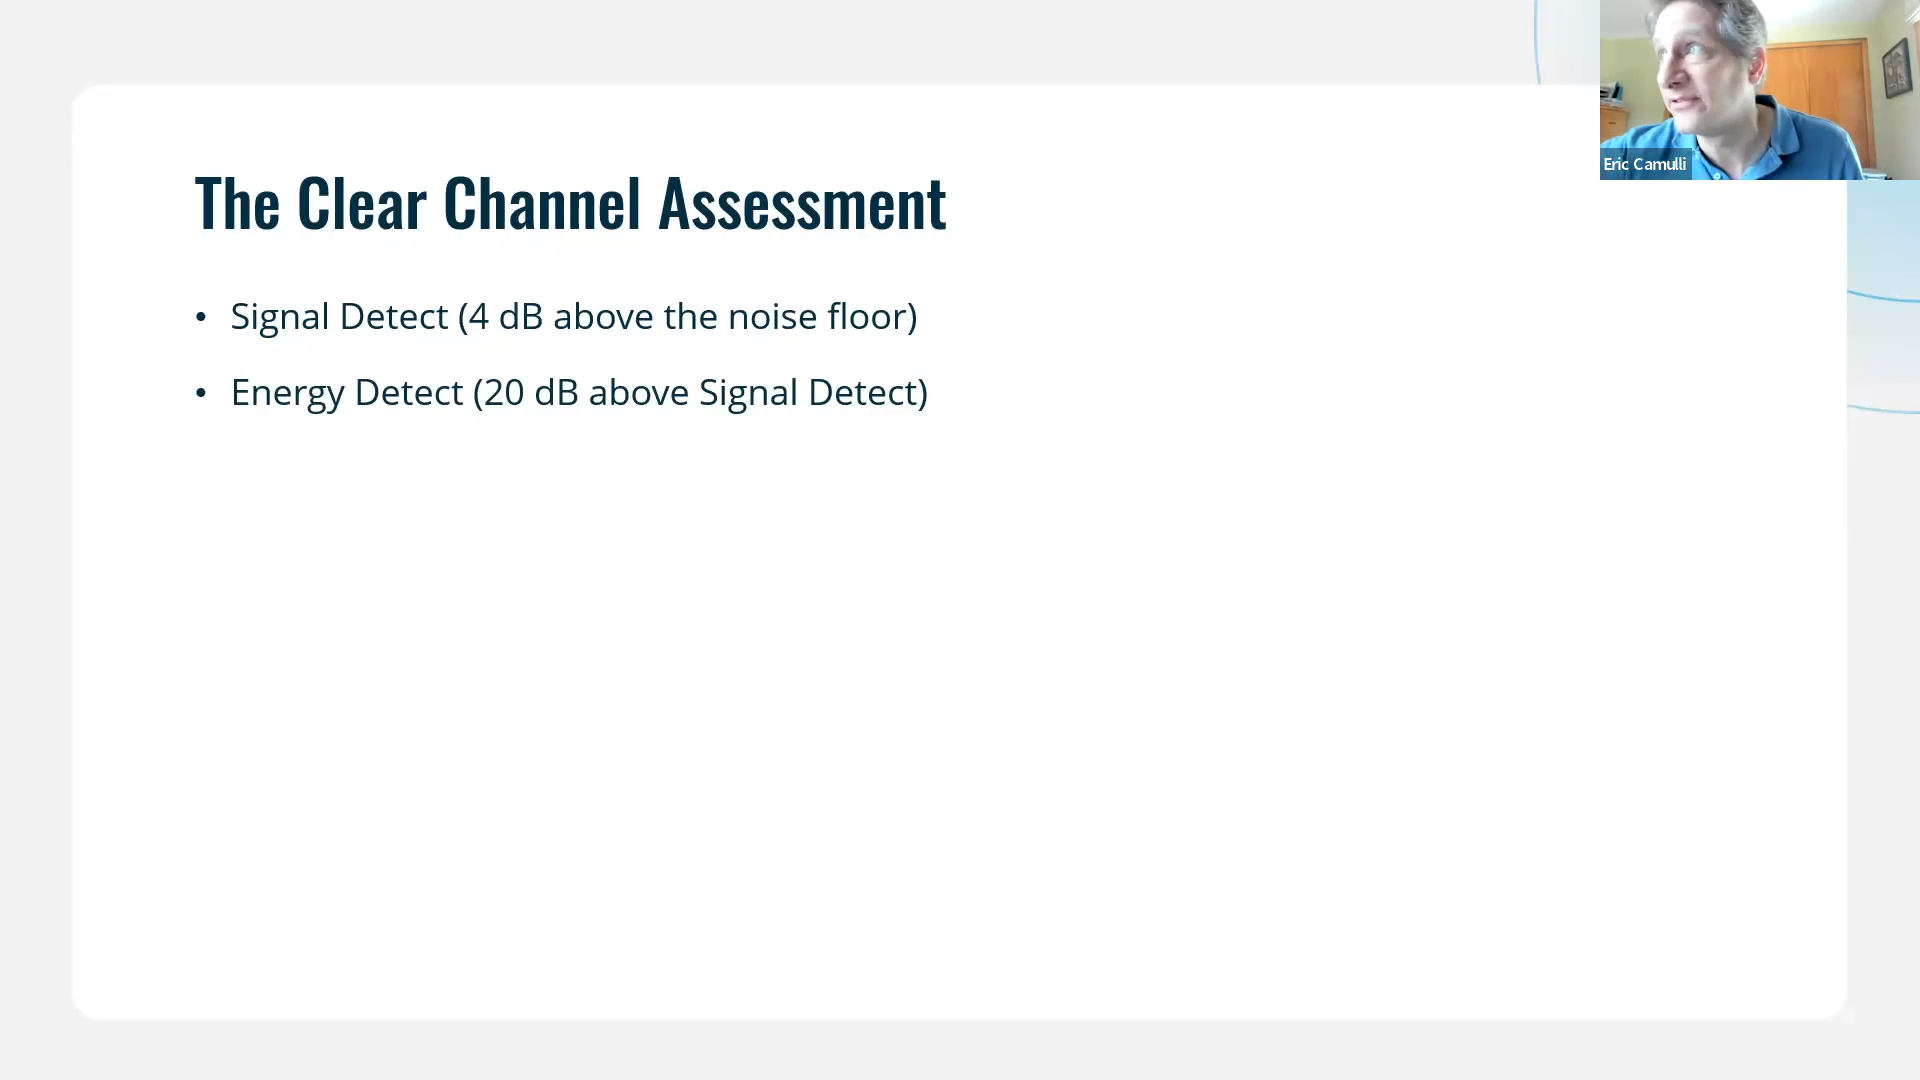 The Clear Channel Assessment
• Signal Detect (4 dB above the noise floor)
• Energy Detect (20 dB above Signal Detect)
Eric Camulli